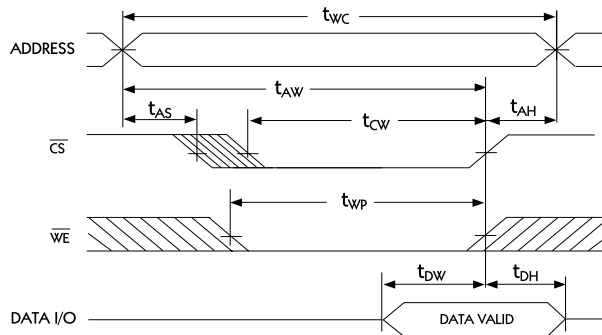 tWC
ADDRESS
tAW
tAS
tCW
tAH
CS
tWP
WE
tDW
tDH
DATA I/O
DATA VALID